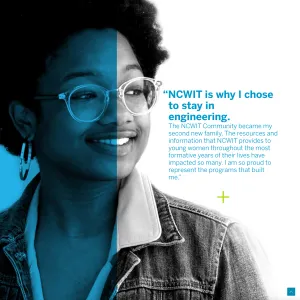 “NCWIT is why I chose
to stay in
engineering.
The NCWIT Community became my
second new family. The resources and
information that NCWIT provides to
young women throughout the most
formative years of their lives have
impacted so many. I am so proud to
represent the programs that built
me.”